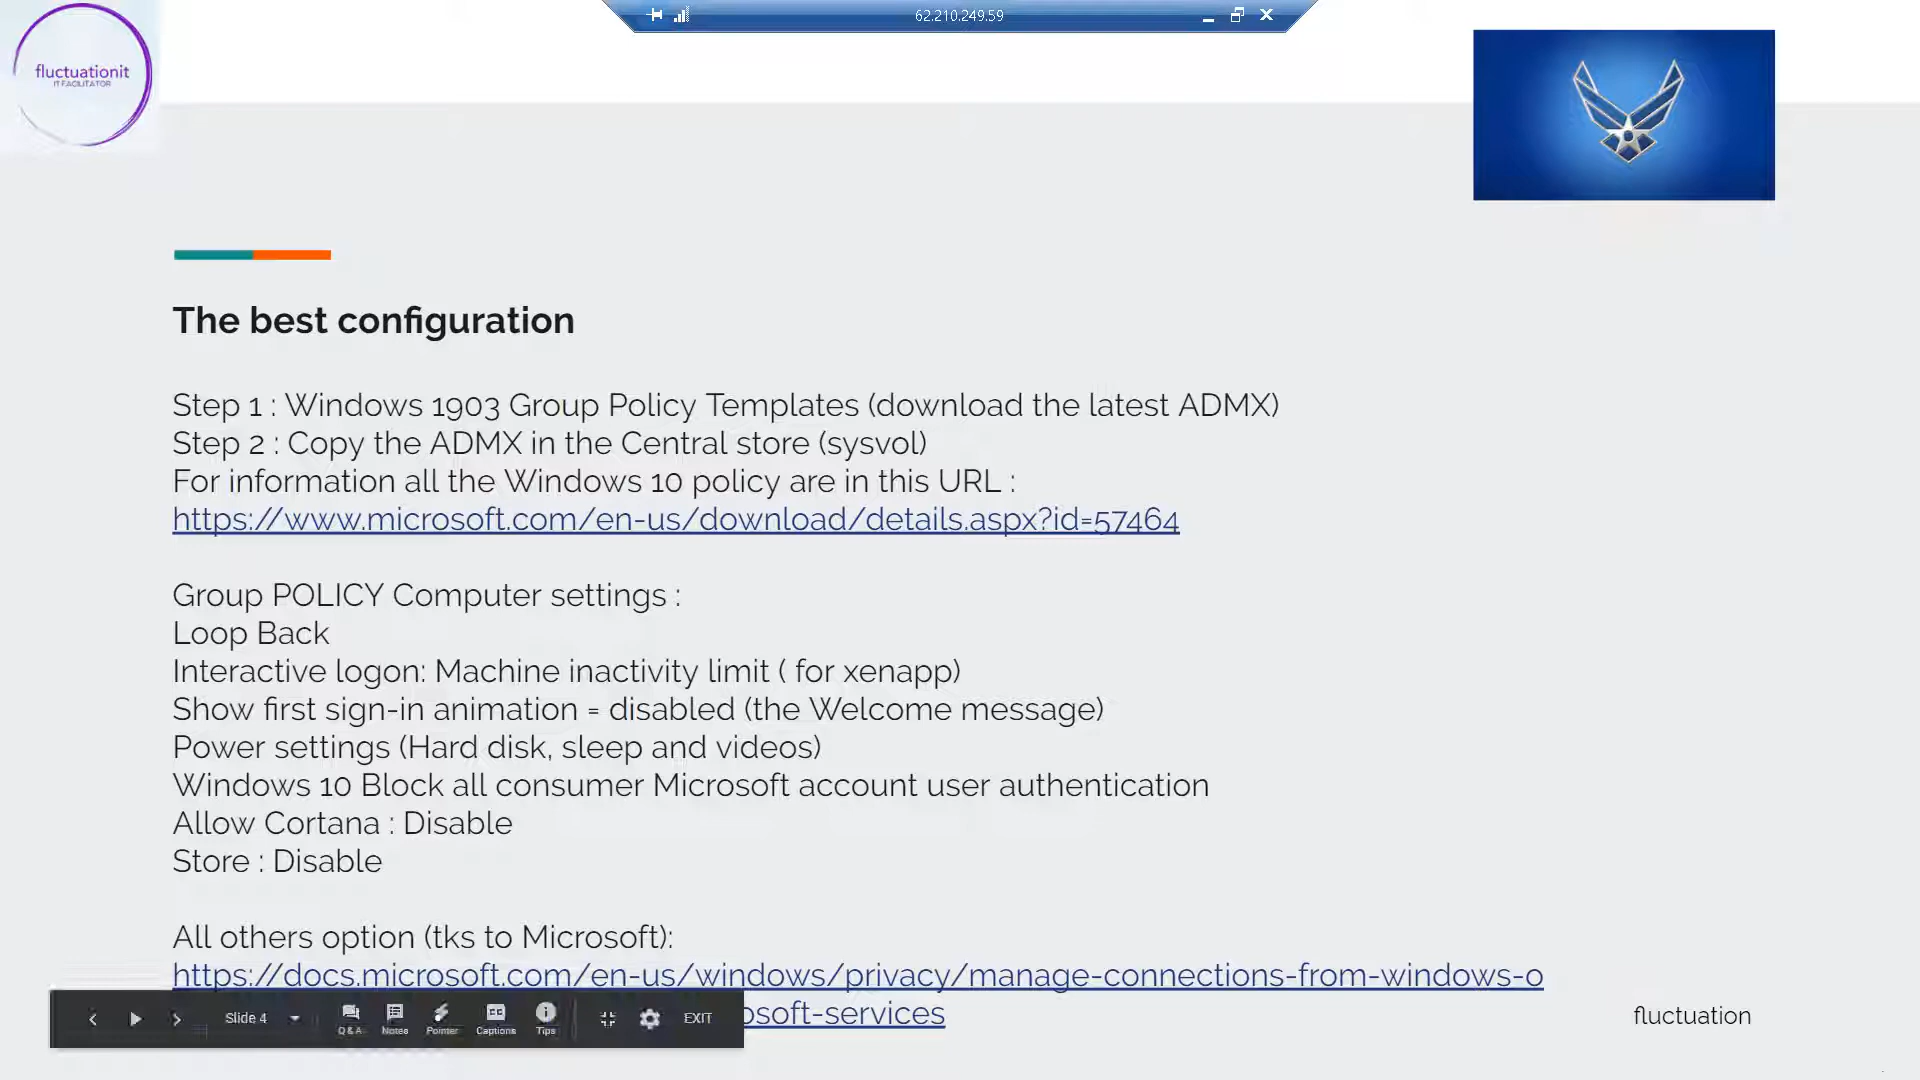 62.210.249.59
fluctuationit
IT FACILITATOR
The best configuration
Step 1 : Windows 1903 Group Policy Templates (download the latest ADMX)
Step 2 : Copy the ADMX in the Central store (sysvol)
For information all the Windows 10 policy are in this URL :
https://www.microsoft.com/en-us/download/details.aspx?id=57464
Group POLICY Computer settings :
Loop Back
Interactive logon: Machine inactivity limit ( for xenapp)
Show first sign-in animation = disabled (the Welcome message)
Power settings (Hard disk, sleep and videos)
Windows 10 Block all consumer Microsoft account user authentication
Allow Cortana : Disable
Store : Disable
All others option (tks to Microsoft):
https://docs.microsoft.com/en-us/windows/privacy/manage-connections-from-windows-o
osoft-services
Slide 4
Q & A
Notes
Pointer
CC
Captions
Tips
EXIT
fluctuation